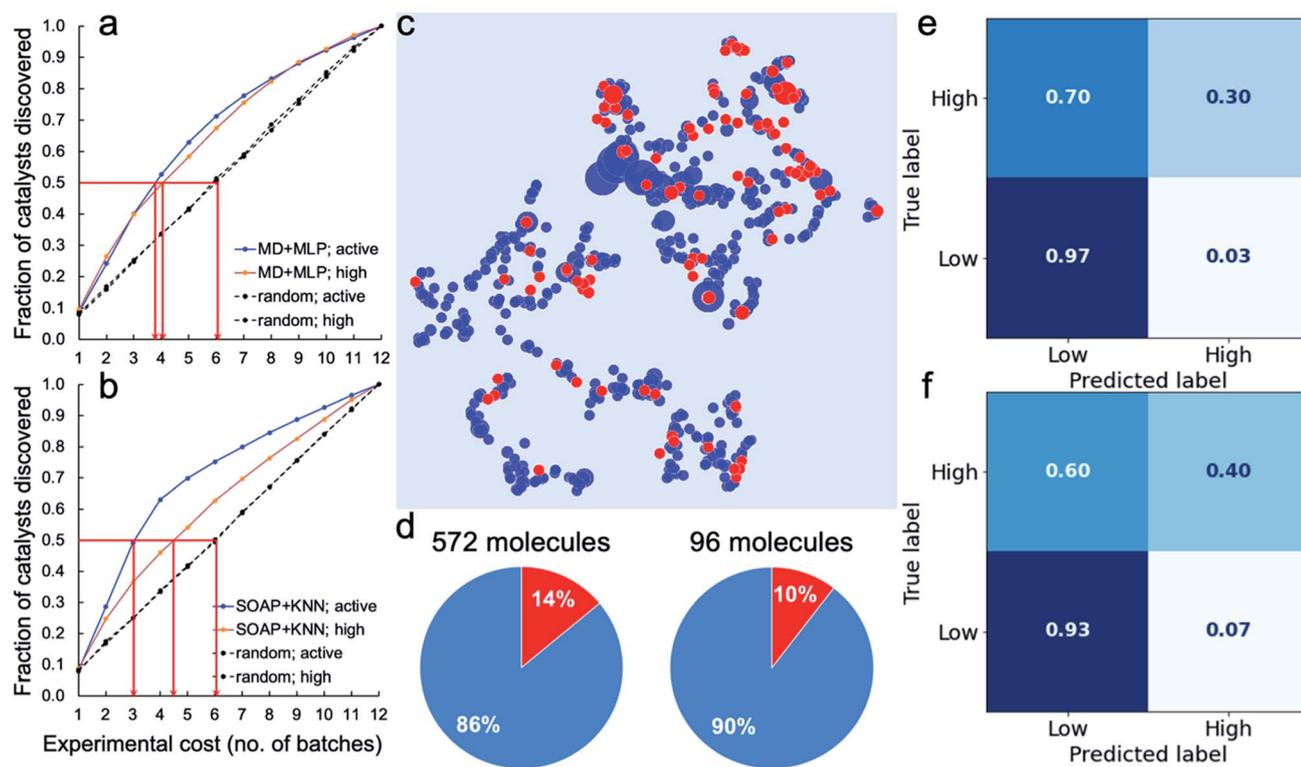 a
1.0
0.9
0.8
0.7
0.6
0.5
0.4
0.3
0.2
0.1
0.0
Fraction of catalysts discovered
MD+MLP; active
MD+MLP; high
random; active
random; high
1 2 3 4 5 6 7 8 9 10 11 12
b
1.0
0.9
0.8
0.7
0.6
0.5
0.4
0.3
0.2
0.1
0.0
Fraction of catalysts discovered
SOAP+KNN; active
SOAP+KNN; high
random; active
random; high
1 2 3 4 5 6 7 8 9 10 11 12
Experimental cost (no. of batches)
c
d
572 molecules
14%
86%
96 molecules
10%
90%
e
True label
High
0.70 0.30
Low
0.97 0.03
Low High
Predicted label
f
True label
High
0.60 0.40
Low
0.93 0.07
Low High
Predicted label